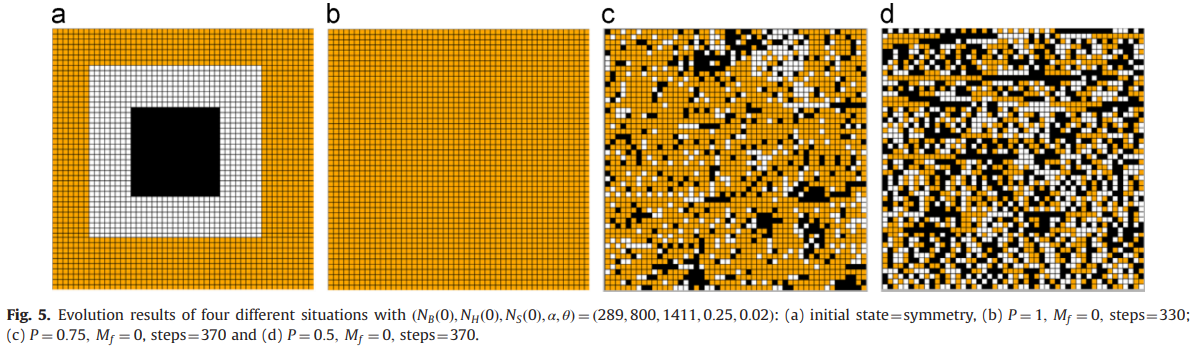 a b c d
Fig. 5. Evolution results of four different situations with (N_B(0), N_H(0), N_S(0), α, θ) = (289, 800, 1411, 0.25, 0.02): (a) initial state=symmetry, (b) P = 1, M_f = 0, steps=330;
(c) P = 0.75, M_f = 0, steps=370 and (d) P = 0.5, M_f = 0, steps=370.